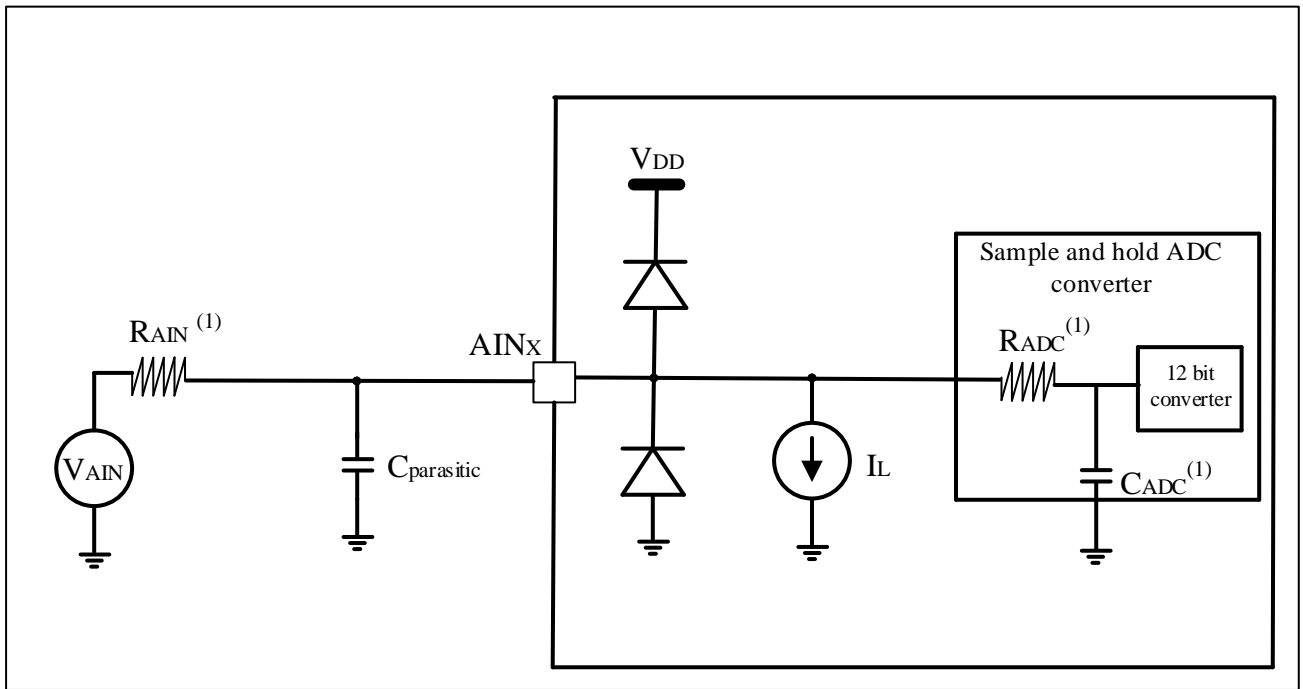 VDD
Sample and hold ADC
converter
RAIN (1)
AINX
RADC(1)
12 bit
converter
VAIN
Cparasitic
IL
CADC(1)